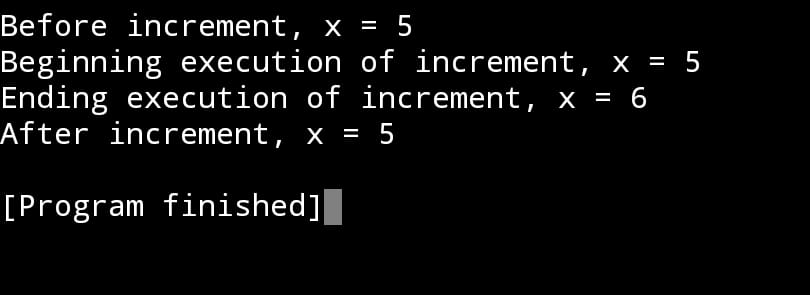 Before increment, x = 5
Beginning execution of increment, x = 5
Ending execution of increment, x = 6
After increment, x = 5
[Program finished]